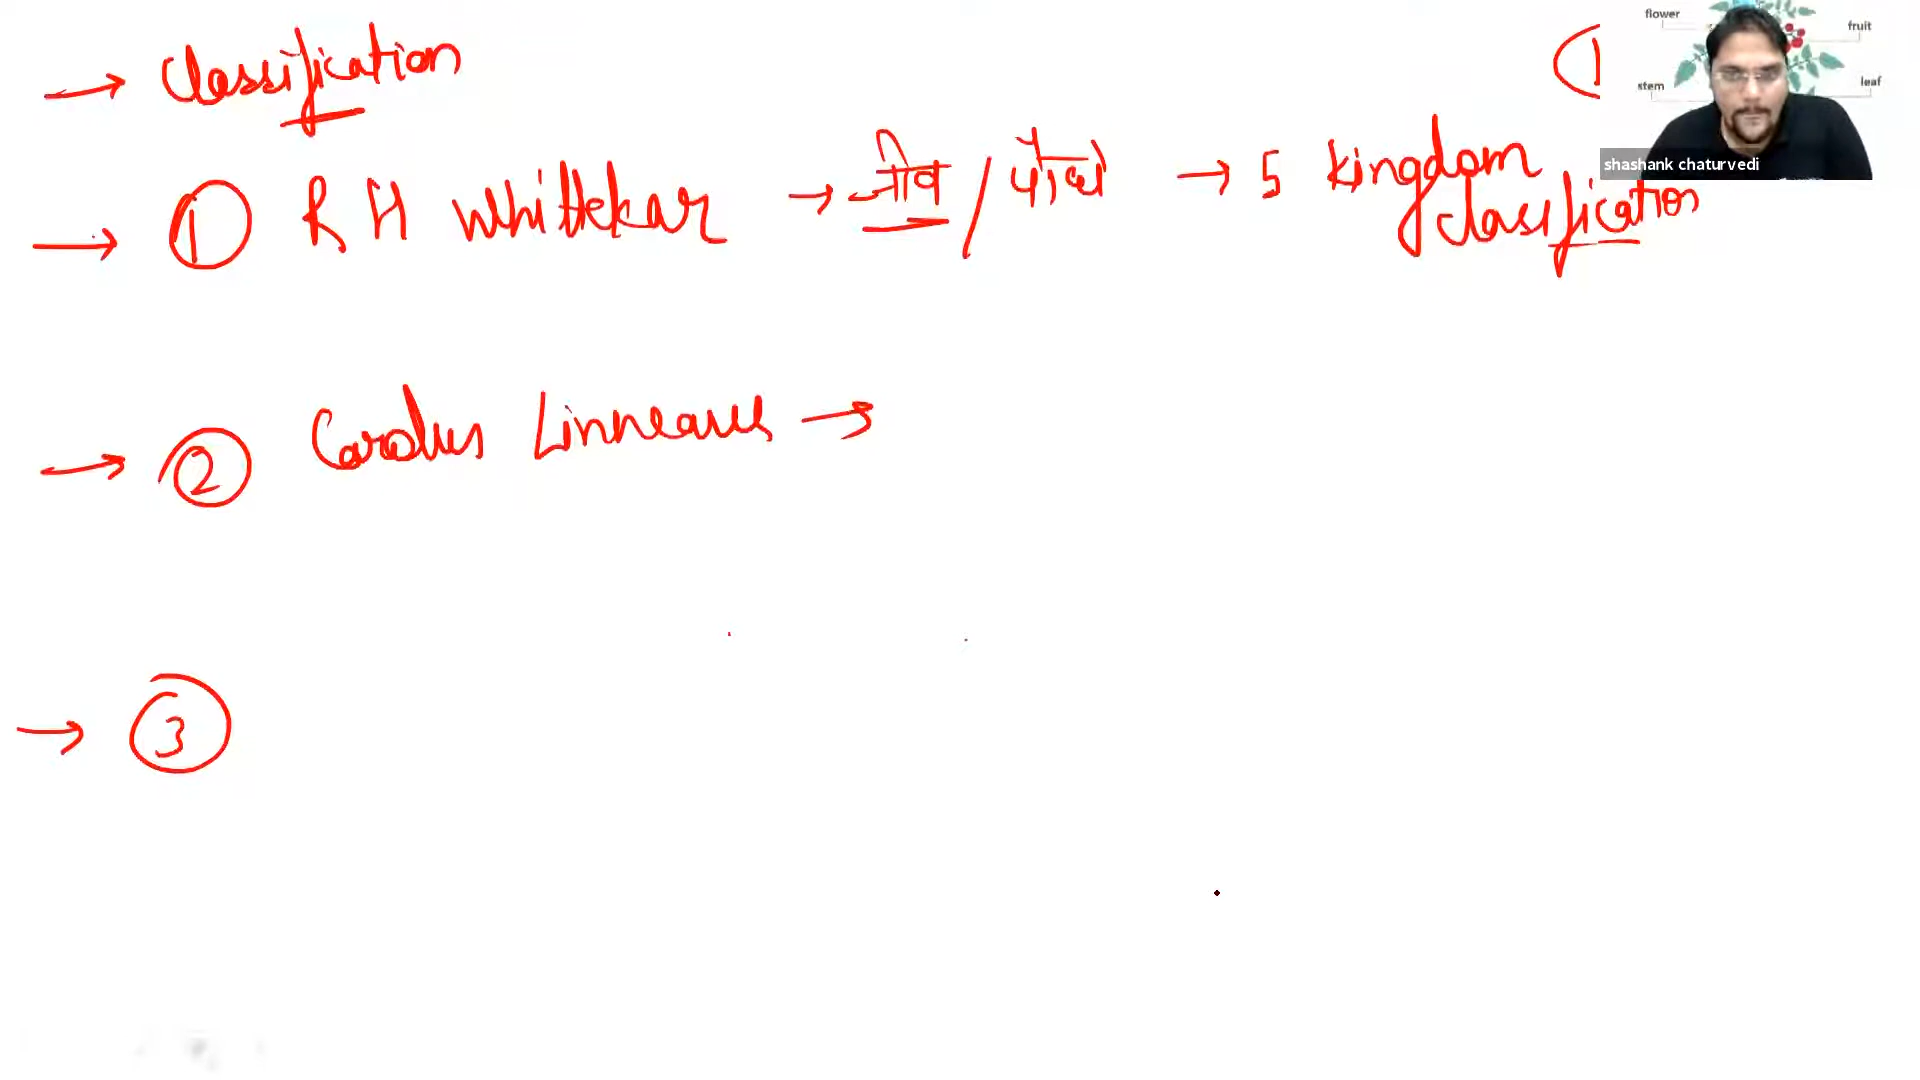 → Classification
flower
fruit
stem
leaf
shashank chaturvedi
→ ① R H Whittekar → जीव / पौधों → 5 Kingdom
classification
→ ② Carolus Linneaus →
→ ③